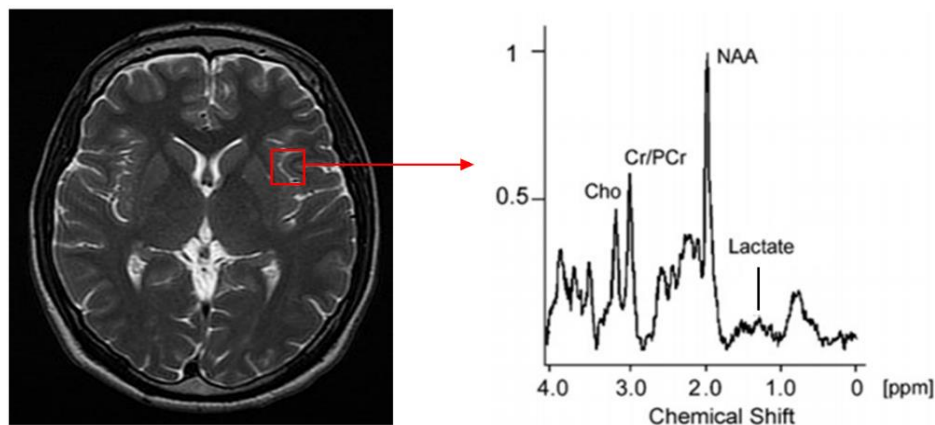 1
NAA
Cr/PCr
Cho
0.5
Lactate
4.0 3.0 2.0 1.0 0 [ppm]
Chemical Shift